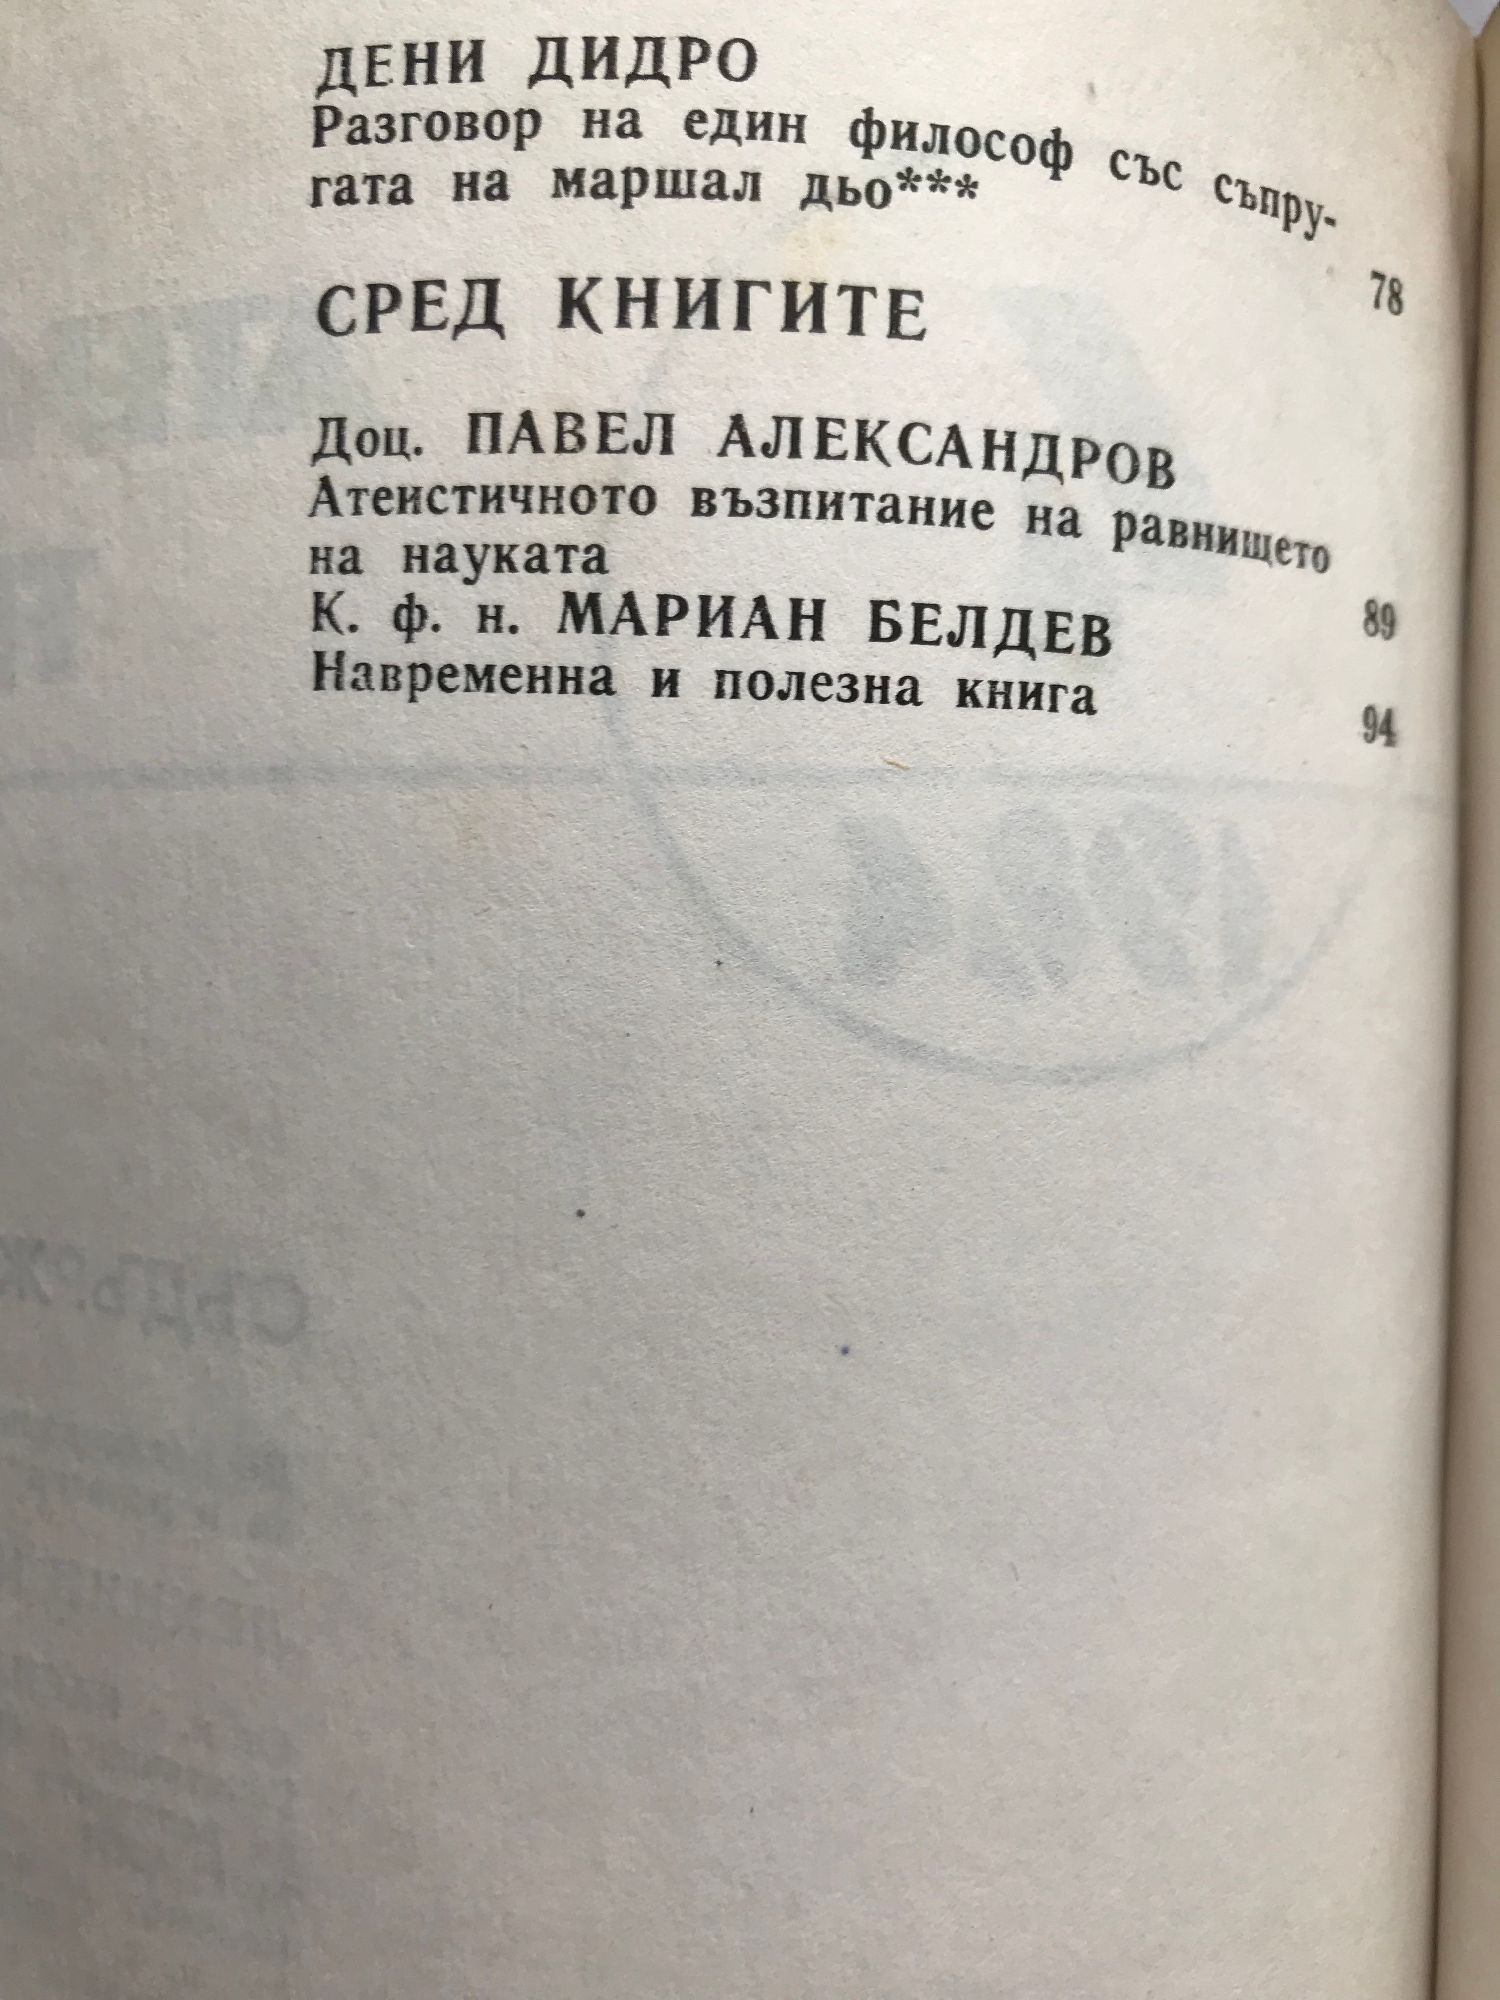 ДЕНИ ДИДРО
Разговор на един философ със съпру-
гата на маршал дьо***
78
СРЕД КНИГИТЕ
Доц. ПАВЕЛ АЛЕКСАНДРОВ
Атеистичното възпитание на равнището
на науката
89
К. ф. н. МАРИАН БЕЛДЕВ
Навременна и полезна книга
94